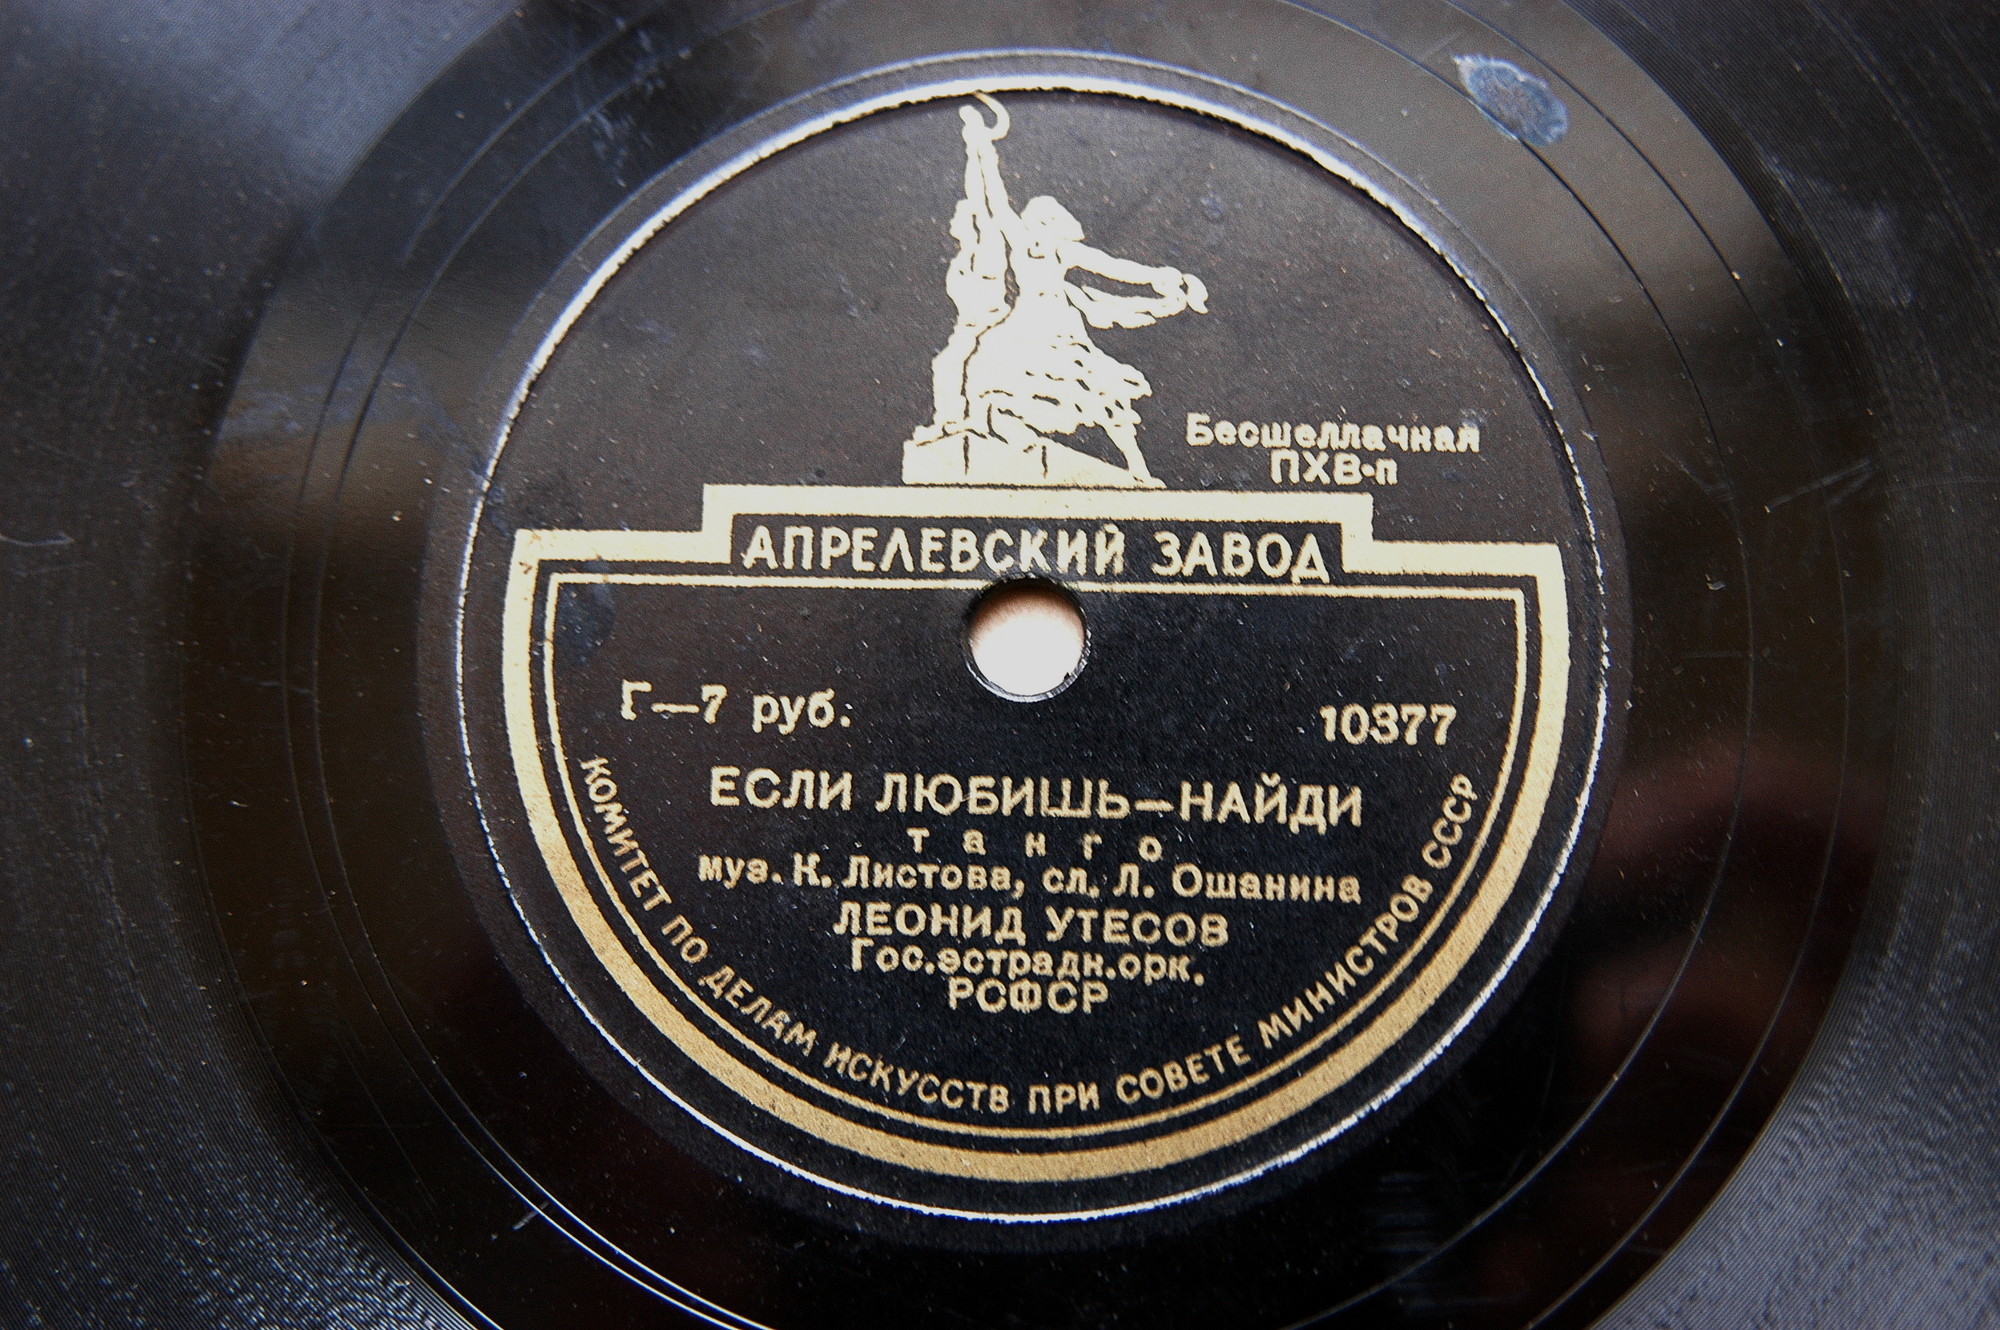 Бесшеллачная
ПХВ-п
АПРЕЛЕВСКИЙ ЗАВОД
Г—7 руб.
10377
ЕСЛИ ЛЮБИШЬ—НАЙДИ
танго
муз. К. Листова, сл. Л. Ошанина
ЛЕОНИД УТЕСОВ
Гос.эстрадн.орк.
РСФСР
КОМИТЕТ ПО ДЕЛАМ ИСКУССТВ ПРИ СОВЕТЕ МИНИСТРОВ СССР